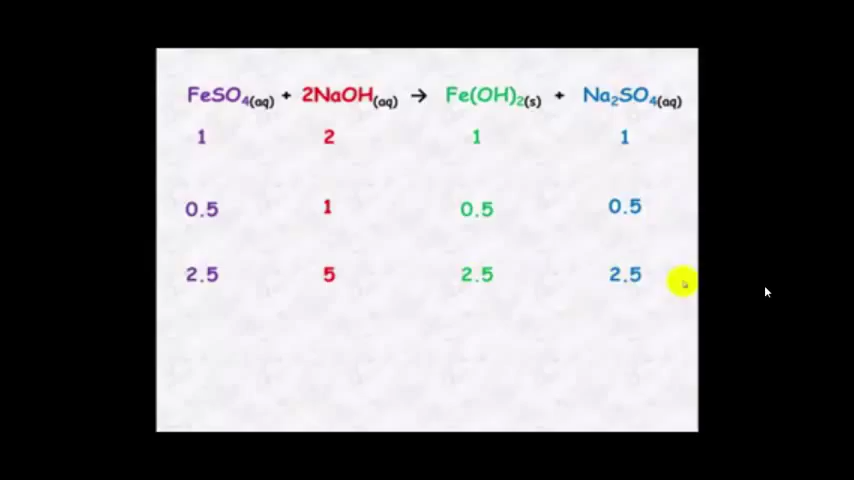 FeSO₄(aq) + 2NaOH(aq) → Fe(OH)₂(s) + Na₂SO₄(aq)
1 2 1 1
0.5 1 0.5 0.5
2.5 5 2.5 2.5